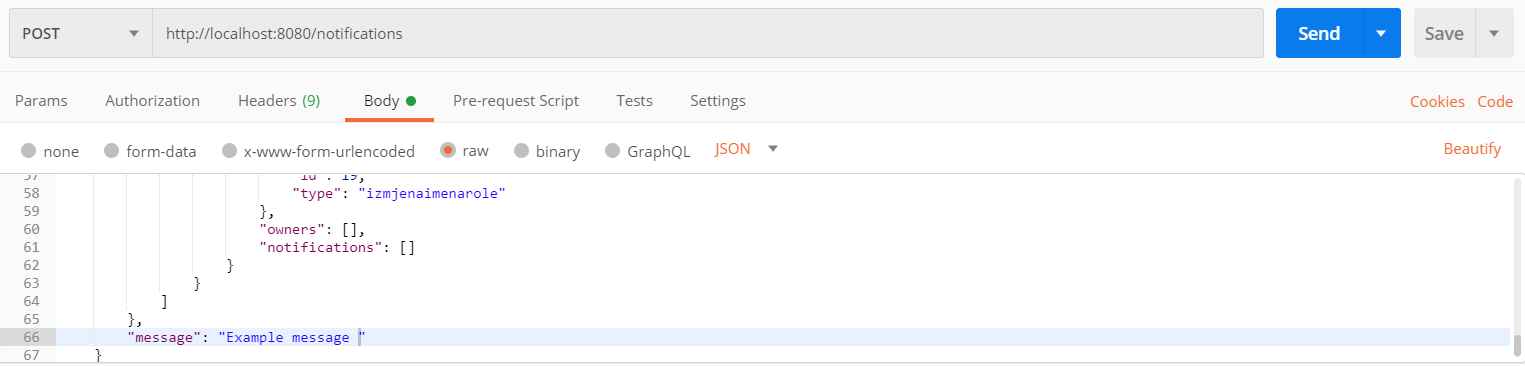 POST http://localhost:8080/notifications Send Save
Params Authorization Headers (9) Body Pre-request Script Tests Settings Cookies Code
none form-data x-www-form-urlencoded raw binary GraphQL JSON Beautify
57 "id": 19,
58 "type": "izmjenaimenarole"
59 },
60 "owners": [],
61 "notifications": []
62 }
63 }
64 ]
65 },
66 "message": "Example message "
67 }